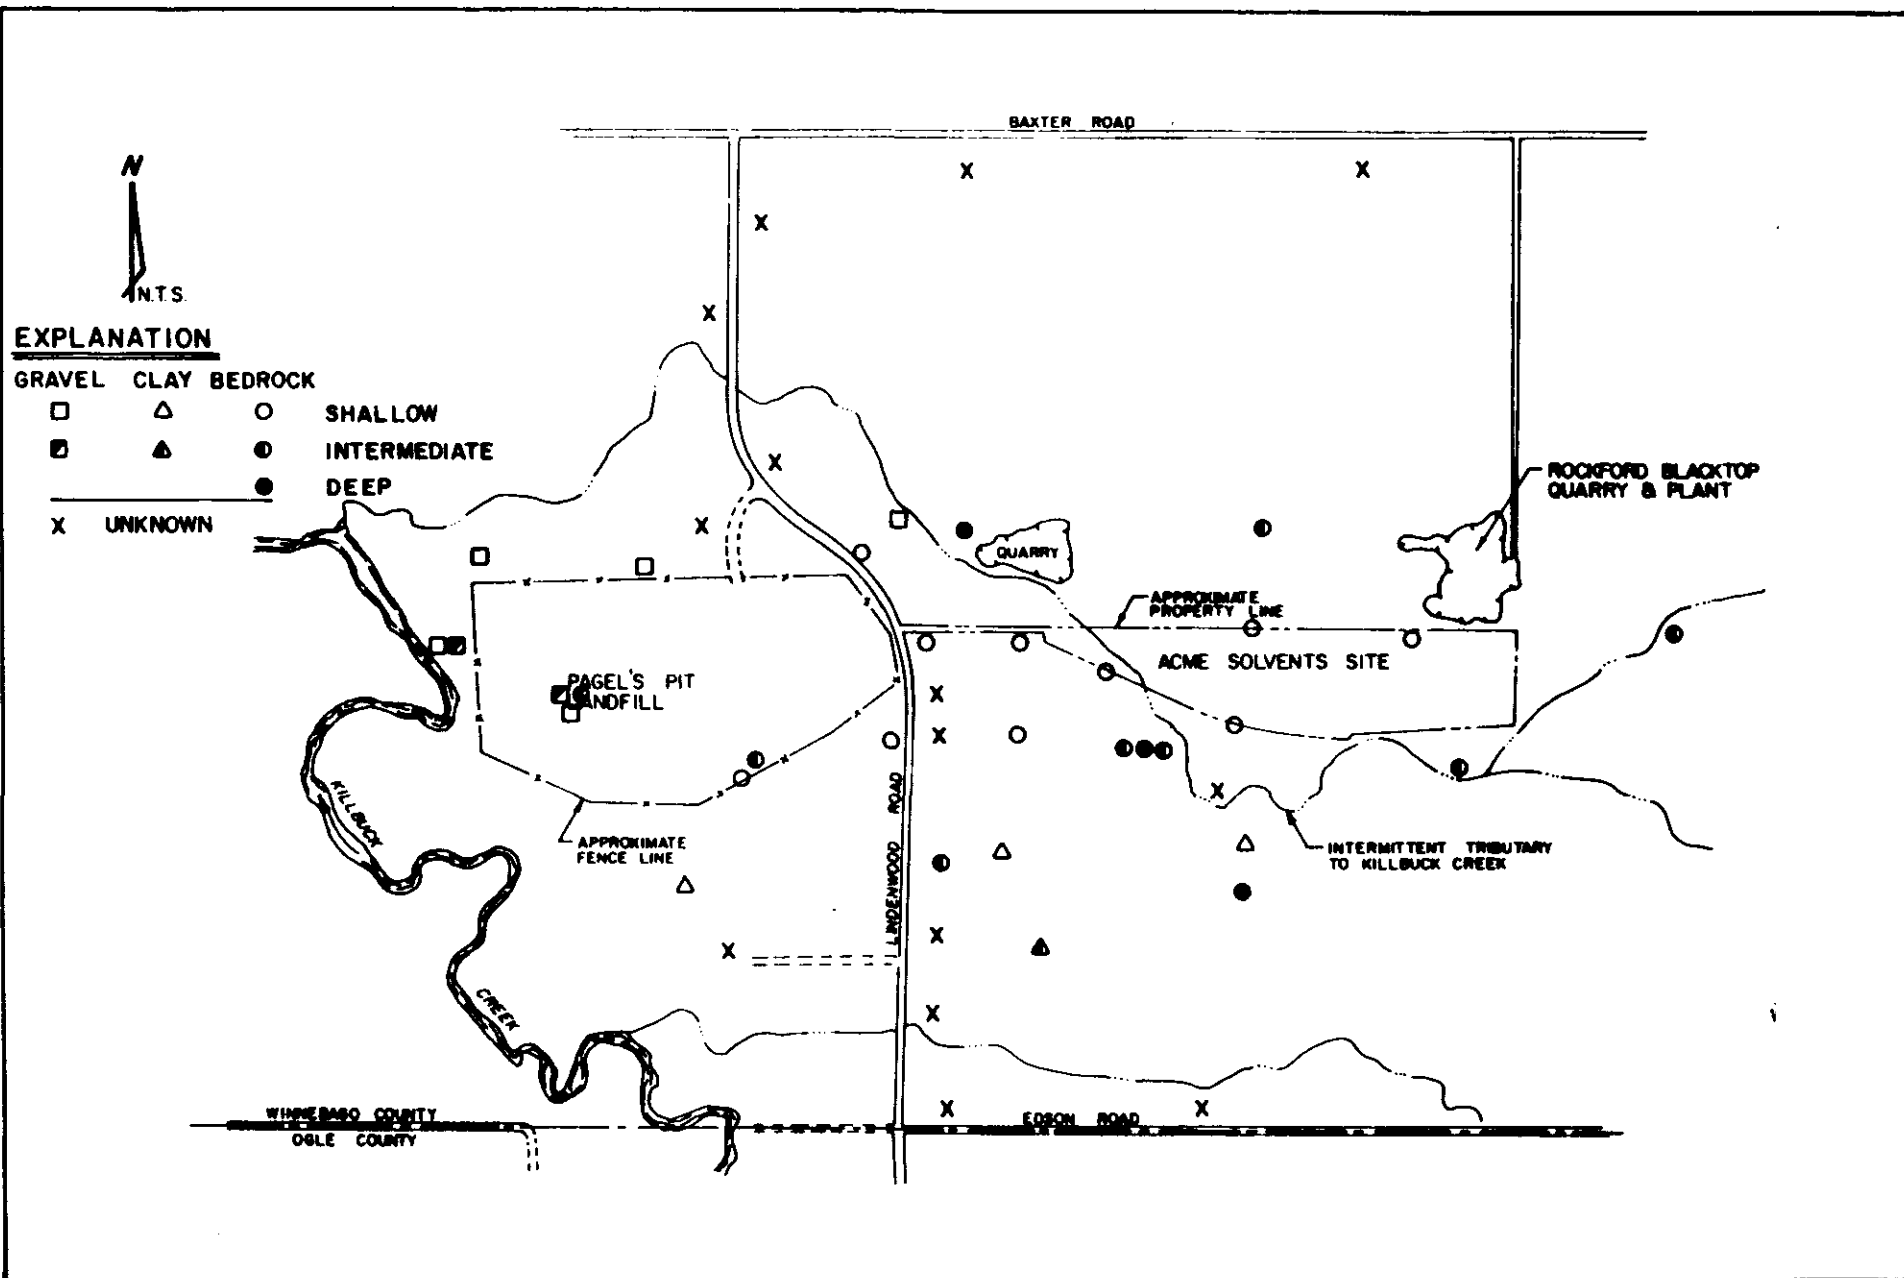 BAXTER ROAD
N
N.T.S.
EXPLANATION
GRAVEL CLAY BEDROCK
SHALLOW
INTERMEDIATE
DEEP
X UNKNOWN
ROCKFORD BLACKTOP
QUARRY & PLANT
QUARRY
APPROXIMATE
PROPERTY LINE
ACME SOLVENTS SITE
PAGEL'S PIT
LANDFILL
KILLBUCK
CREEK
APPROXIMATE
FENCE LINE
LINDENWOOD ROAD
INTERMITTENT TRIBUTARY
TO KILLBUCK CREEK
WINNEBAGO COUNTY
OGLE COUNTY
EDSON ROAD